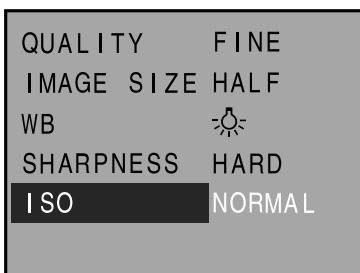 QUALITY FINE
IMAGE SIZE HALF
WB
SHARPNESS HARD
ISO NORMAL